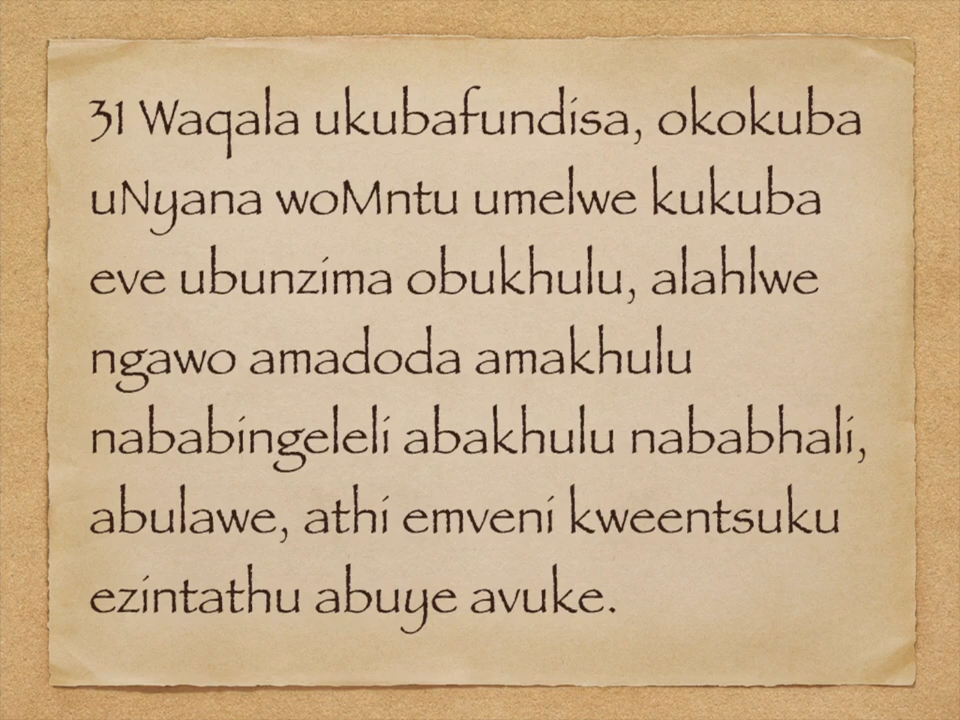 31 Waqala ukubafundisa, okokuba
uNyana woMntu umelwe kukuba
eve ubunzima obukhulu, alahlwe
ngawo amadoda amakhulu
nababingeleli abakhulu nababhali,
abulawe, athi emveni kweentsuku
ezintathu abuye avuke.